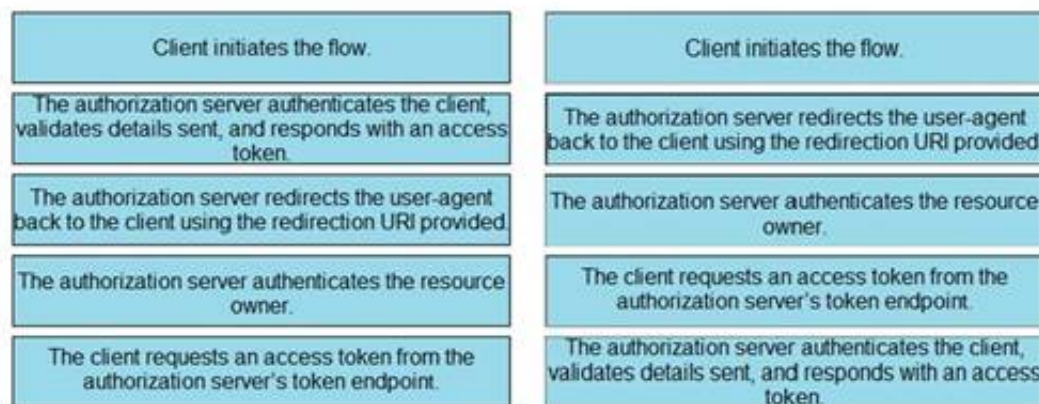 Client initiates the flow.
The authorization server authenticates the client,
validates details sent, and responds with an access
token.
The authorization server redirects the user-agent
back to the client using the redirection URI provided.
The authorization server authenticates the resource
owner.
The client requests an access token from the
authorization server's token endpoint.
Client initiates the flow.
The authorization server redirects the user-agent
back to the client using the redirection URI provided
The authorization server authenticates the resource
owner.
The client requests an access token from the
authorization server's token endpoint.
The authorization server authenticates the client,
validates details sent, and responds with an access
token.